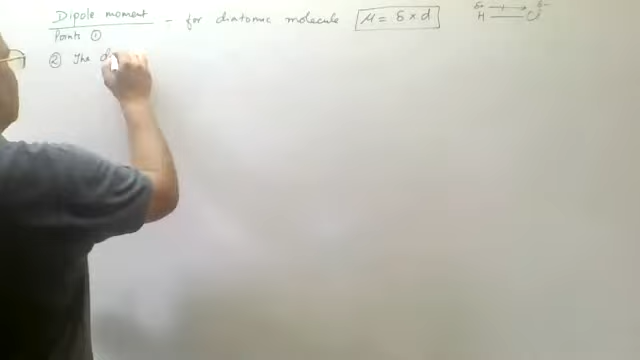 Dipole moment - for diatomic molecule μ = δ × d
δ+ δ-
H — Cl
Points ①
② The d